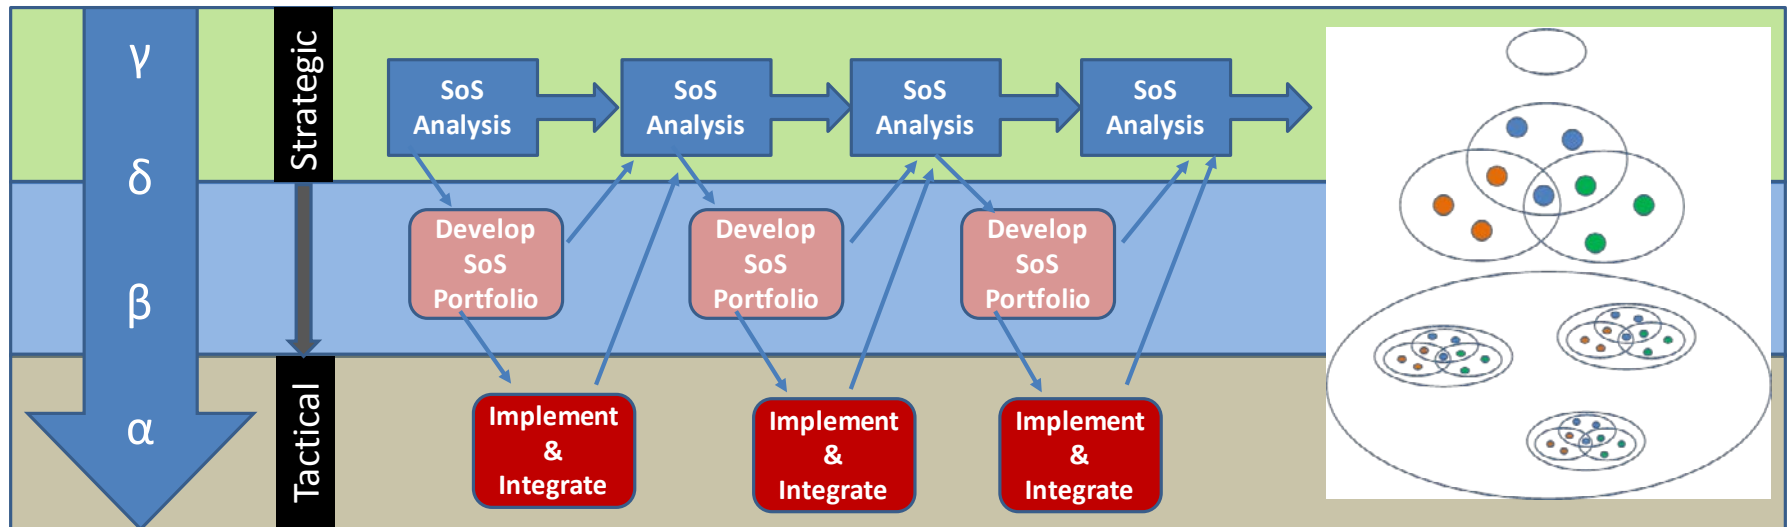 γ
δ
β
α
Strategic
Tactical
SoS
Analysis
SoS
Analysis
SoS
Analysis
SoS
Analysis
Develop
SoS
Portfolio
Develop
SoS
Portfolio
Develop
SoS
Portfolio
Implement
&
Integrate
Implement
&
Integrate
Implement
&
Integrate